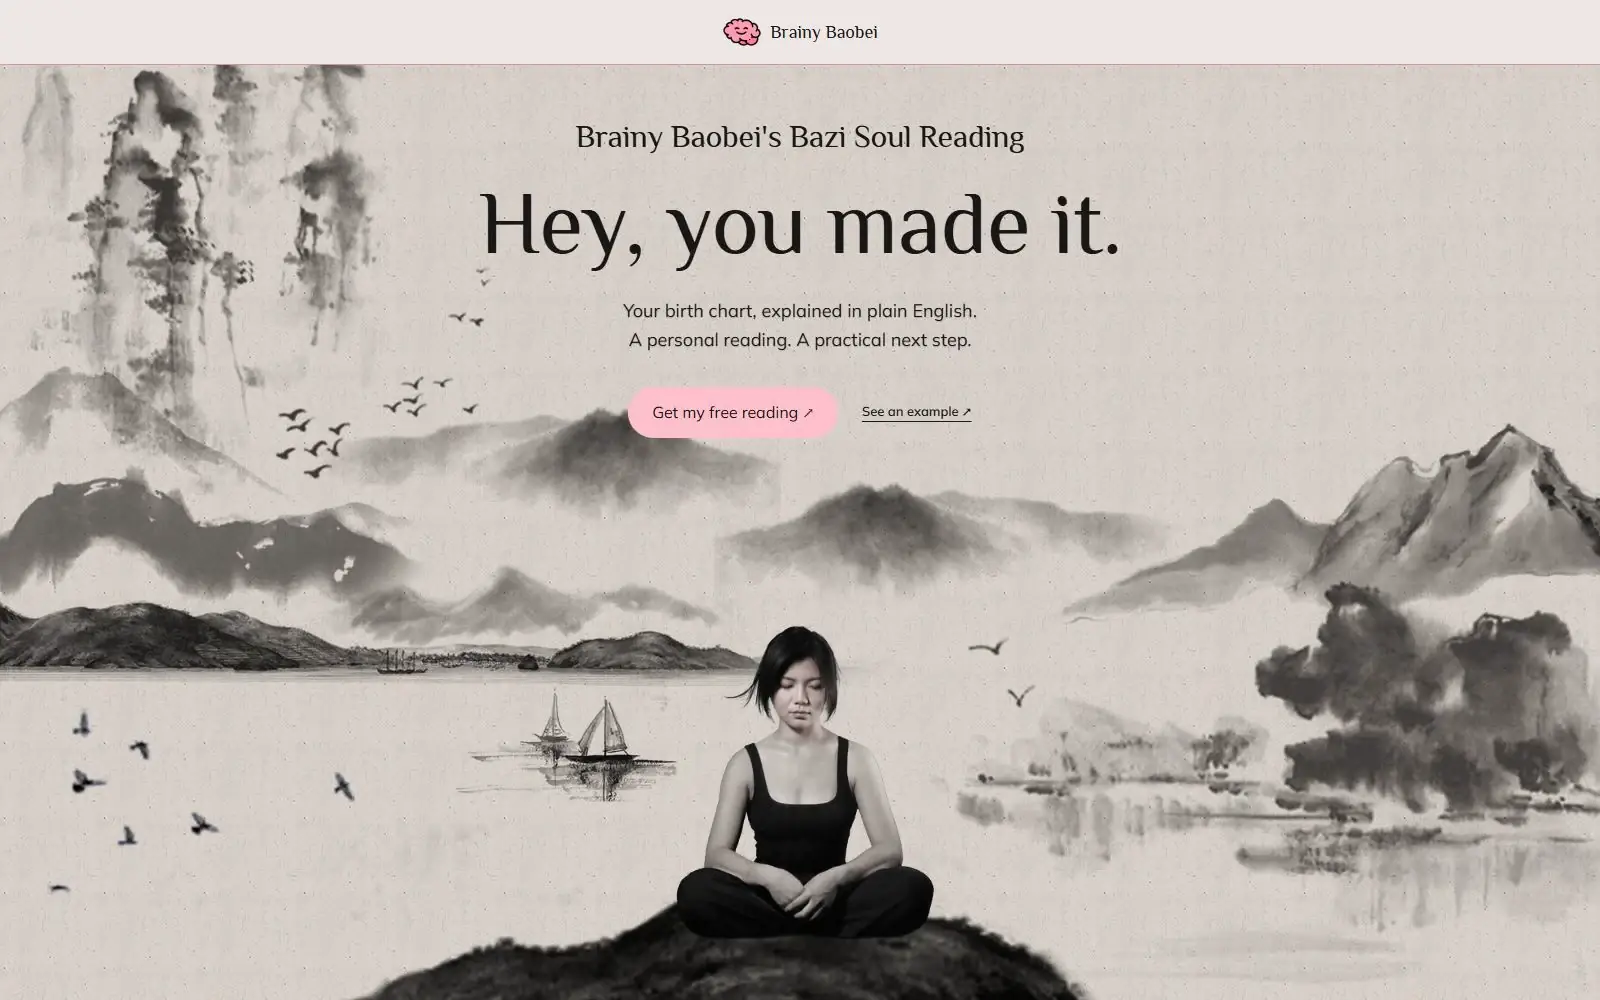 Brainy Baobei
Brainy Baobei's Bazi Soul Reading
Hey, you made it.
Your birth chart, explained in plain English.
A personal reading. A practical next step.
Get my free reading ↗
See an example ↗